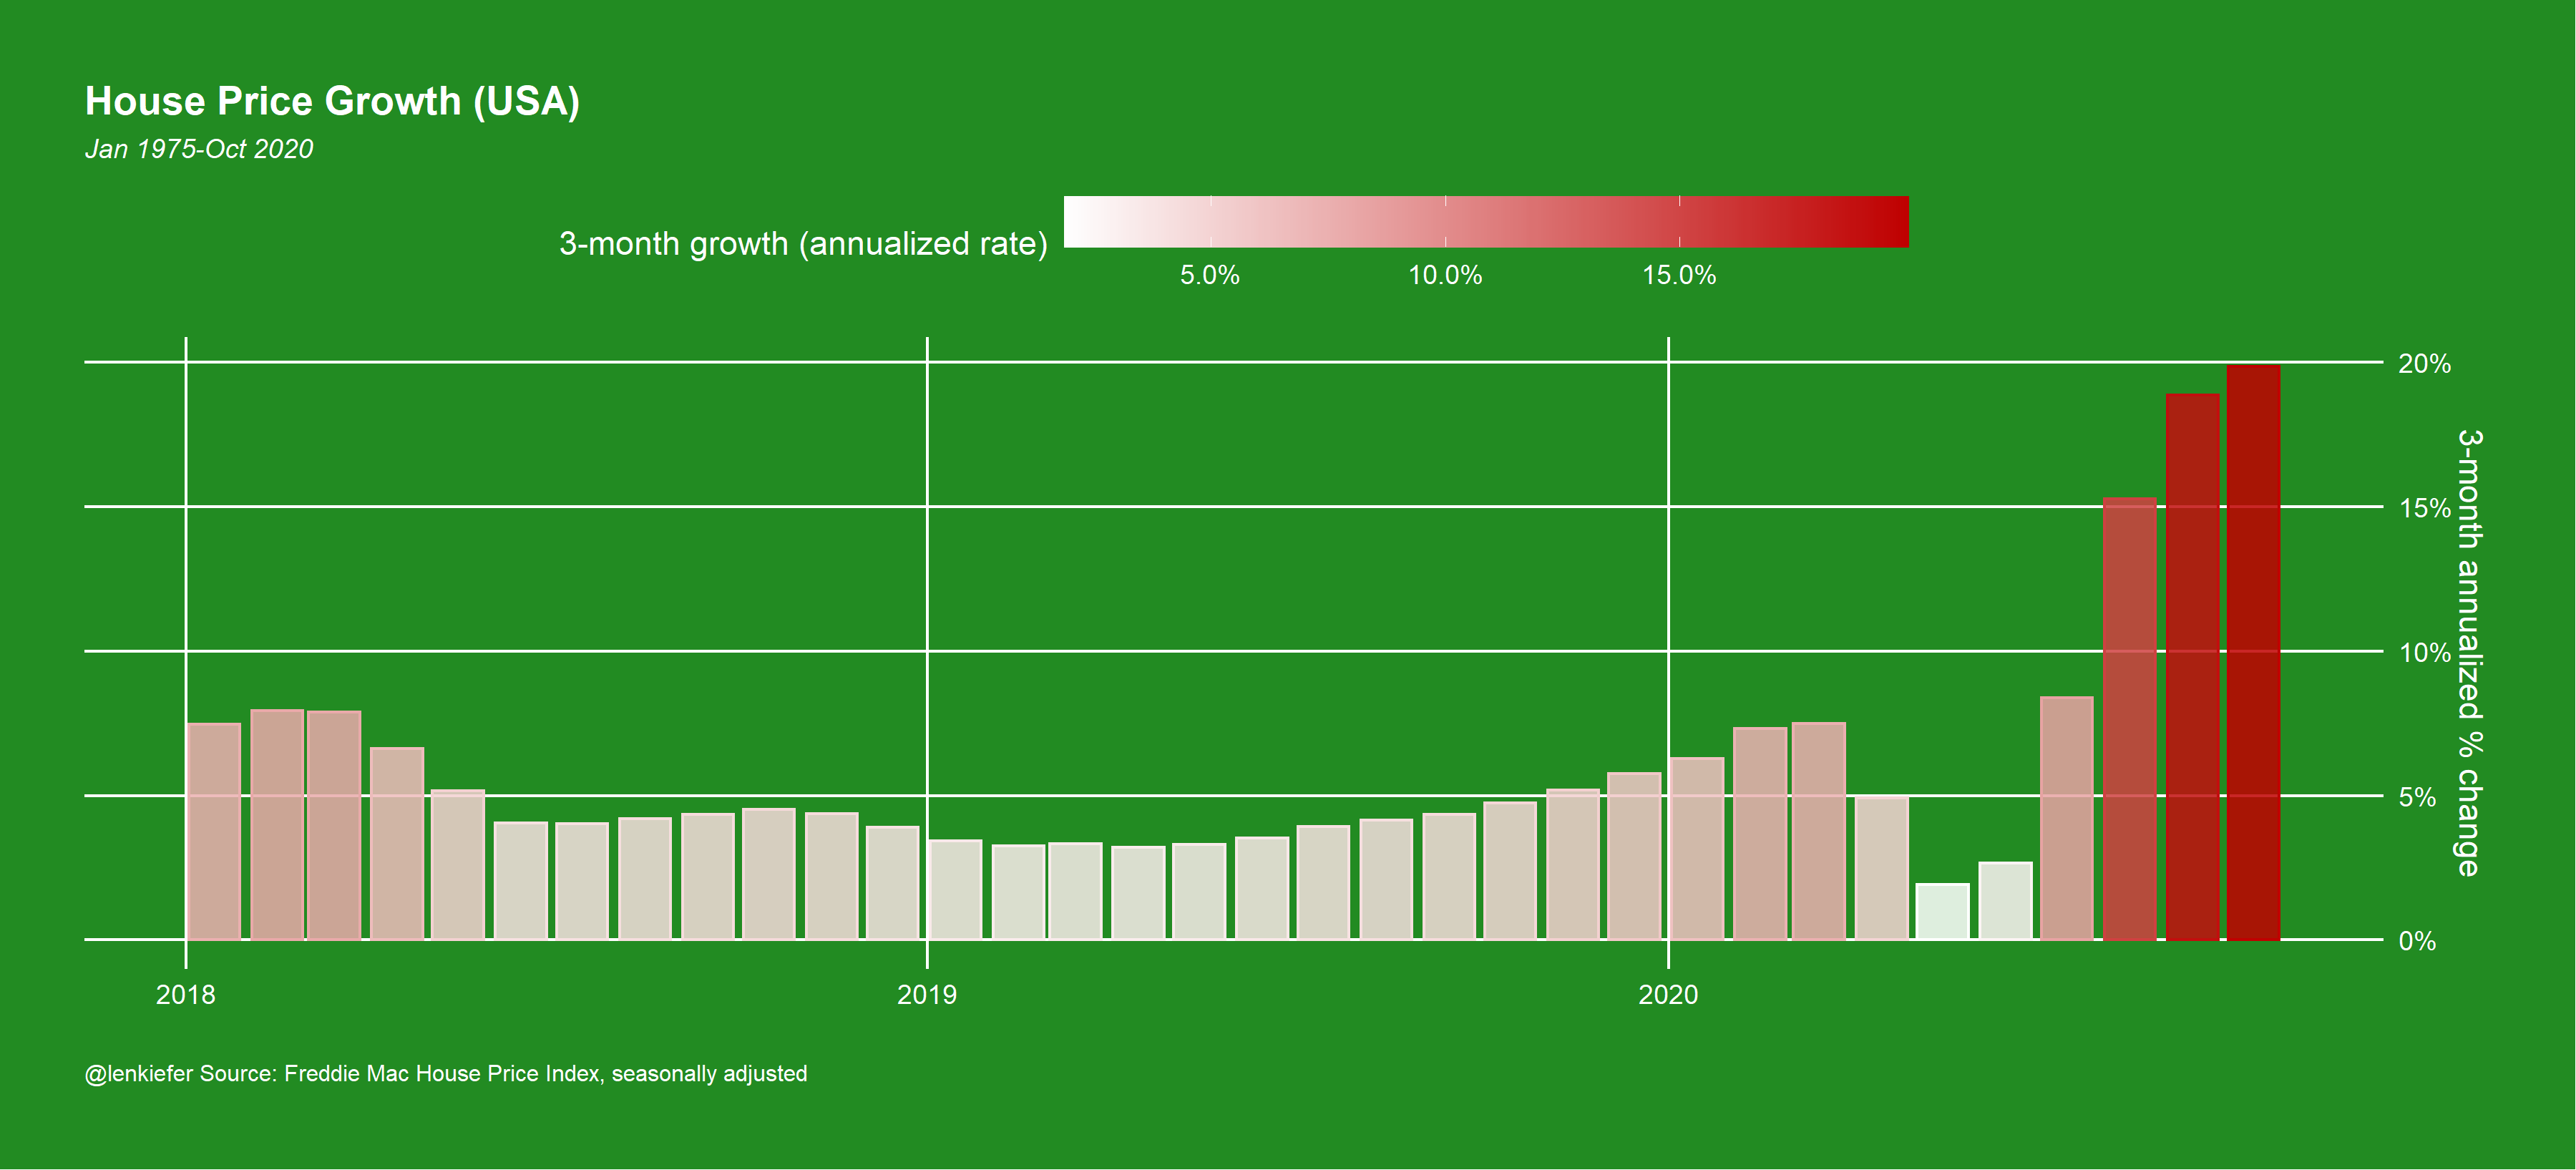 House Price Growth (USA)
Jan 1975-Oct 2020
3-month growth (annualized rate)
5.0% 10.0% 15.0%
20%
15%
10%
5%
0%
3-month annualized % change
2018 2019 2020
@lenkiefer Source: Freddie Mac House Price Index, seasonally adjusted